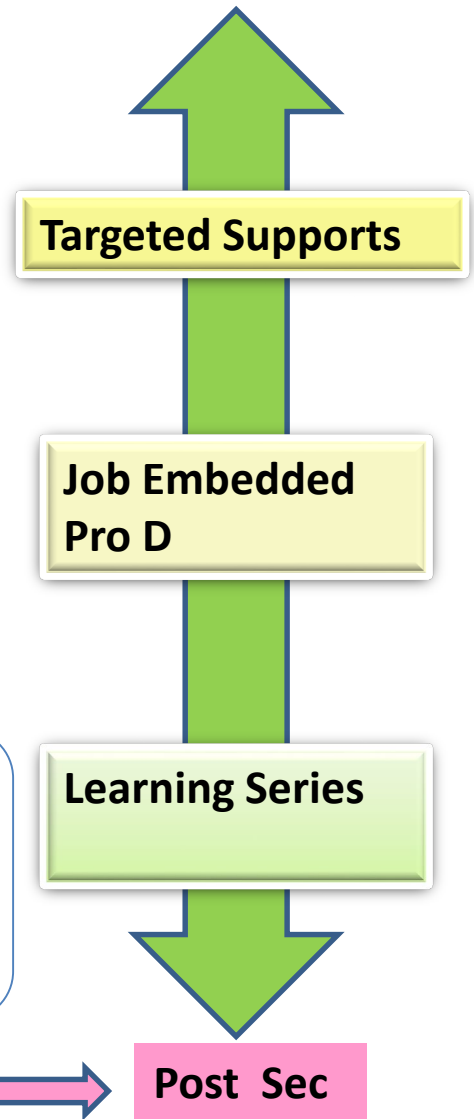 Targeted Supports
Job Embedded
Pro D
Learning Series
Post Sec